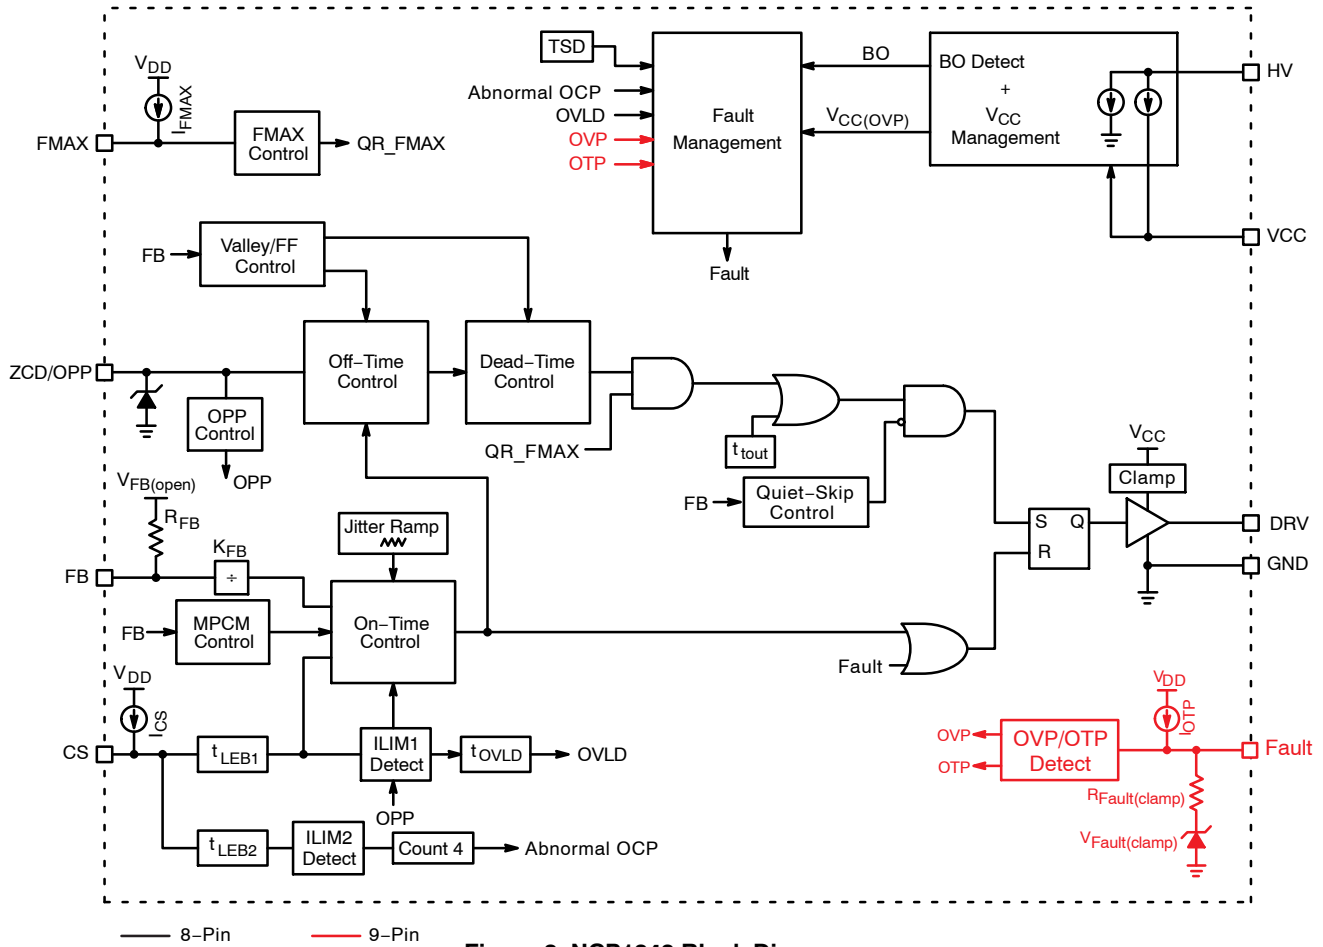 VDD
IFMAX
FMAX
FMAX
Control
QR_FMAX
TSD
Abnormal OCP
OVLD
OVP
OTP
Fault
Management
Fault
BO
VCC(OVP)
BO Detect
+
VCC
Management
HV
VCC
FB
Valley/FF
Control
ZCD/OPP
OPP
Control
OPP
Off−Time
Control
Dead−Time
Control
QR_FMAX
ttout
FB
Quiet−Skip
Control
VCC
Clamp
S
Q
R
DRV
GND
VFB(open)
RFB
FB
KFB
÷
Jitter Ramp
FB
MPCM
Control
On−Time
Control
Fault
VDD
ICS
CS
tLEB1
ILIM1
Detect
tOVLD
OVLD
OPP
tLEB2
ILIM2
Detect
Count 4
Abnormal OCP
VDD
IOTP
OVP
OTP
OVP/OTP
Detect
Fault
RFault(clamp)
VFault(clamp)
8−Pin
9−Pin